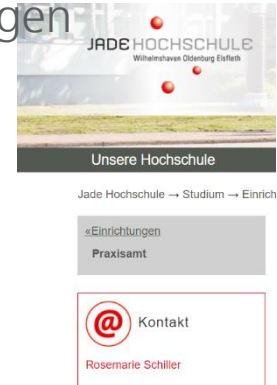 gen
JADE HOCHSCHULE
Wilhelmshaven Oldenburg Elsfleth
Unsere Hochschule
Jade Hochschule → Studium → Einrich
«Einrichtungen
Praxisamt
@ Kontakt
Rosemarie Schiller